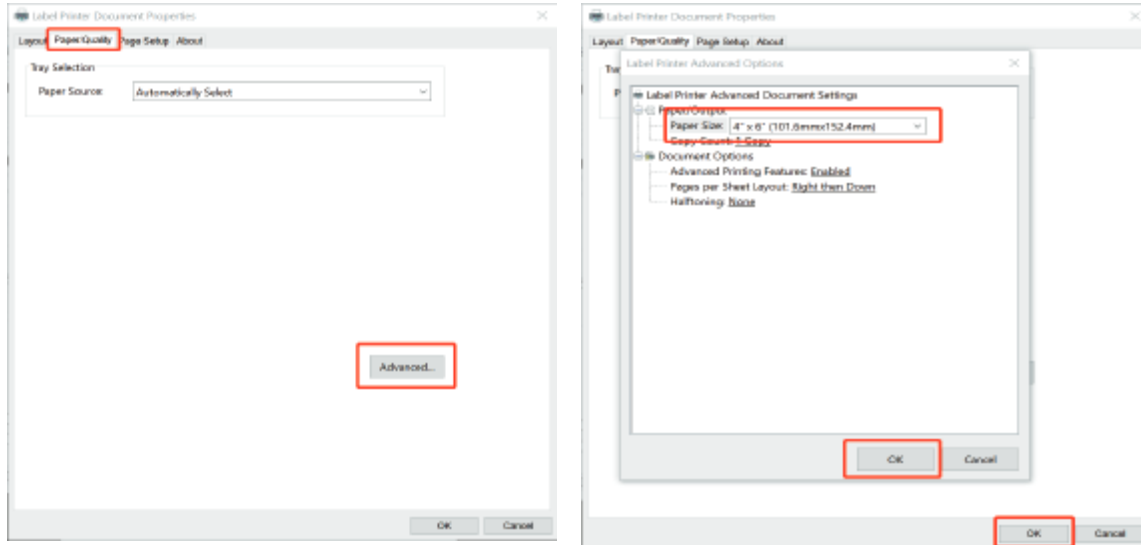 Label Printer Document Properties
Layout Paper/Quality Page Setup About
Tray Selection
Paper Source: Automatically Select
Advanced...
OK Cancel
Label Printer Document Properties
Layout Paper/Quality Page Setup About
Label Printer Advanced Options
Label Printer Advanced Document Settings
Paper/Output
Paper Size: 4" x 6" (101.6mmx152.4mm)
Copy Count: 1 Copy
Document Options
Advanced Printing Features: Enabled
Pages per Sheet Layout: Right then Down
Halftoning: None
OK Cancel
OK Cancel